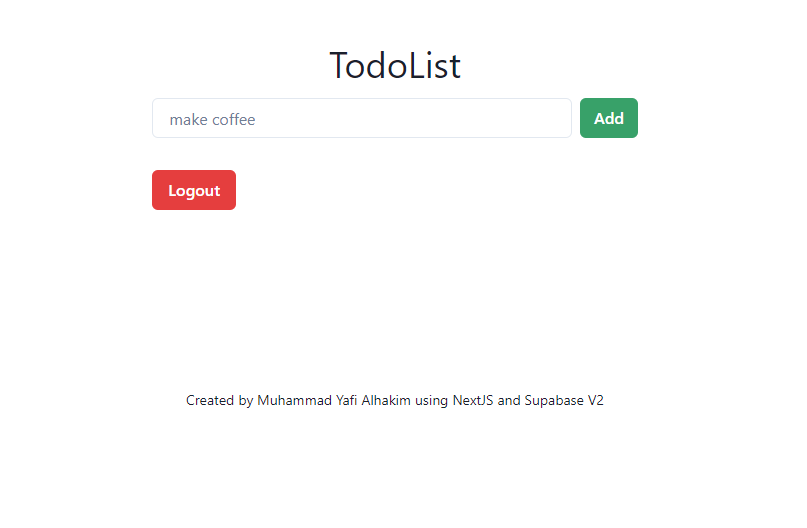 TodoList
make coffee
Add
Logout
Created by Muhammad Yafi Alhakim using NextJS and Supabase V2